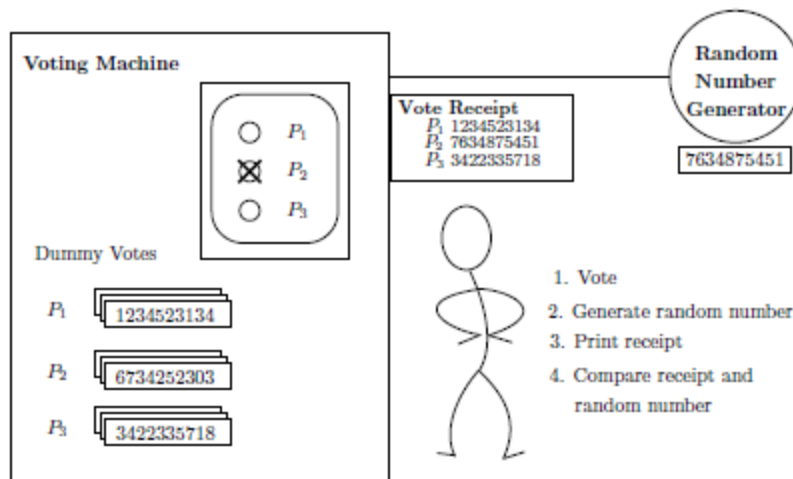 Voting Machine
P₁
P₂
P₃
Dummy Votes
P₁ 1234523134
P₂ 6734252303
P₃ 3422335718
Vote Receipt
P₁ 1234523134
P₂ 7634875451
P₃ 3422335718
Random
Number
Generator
7634875451
1. Vote
2. Generate random number
3. Print receipt
4. Compare receipt and
random number